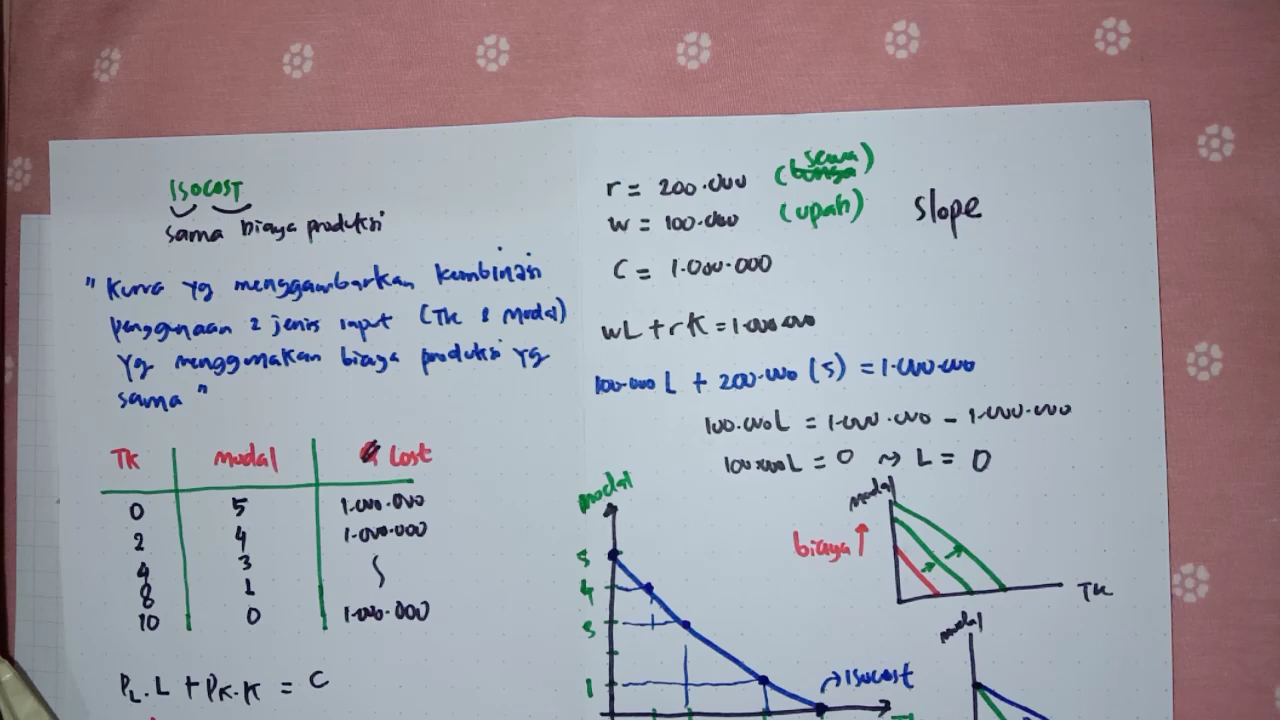 ISOCOST
sama biaya produksi
"Kurva yg menggambarkan kombinasi
penggunaan 2 jenis input (TK & Modal)
Yg menggunakan biaya produksi yg
sama"
TK modal Cost
0 5 1.000.000
2 4 1.000.000
4 3
8 1
10 0 1.000.000
PL.L + PK.K = C
r = 200.000 (sewa)
w = 100.000 (upah)
C = 1.000.000
slope
wL + rK = 1.000.000
100.000 L + 200.000 (5) = 1.000.000
100.000L = 1.000.000 - 1.000.000
100.000L = 0 → L = 0
modal
5
4
3
1
Isocost
modal
biaya ↑
TK
modal